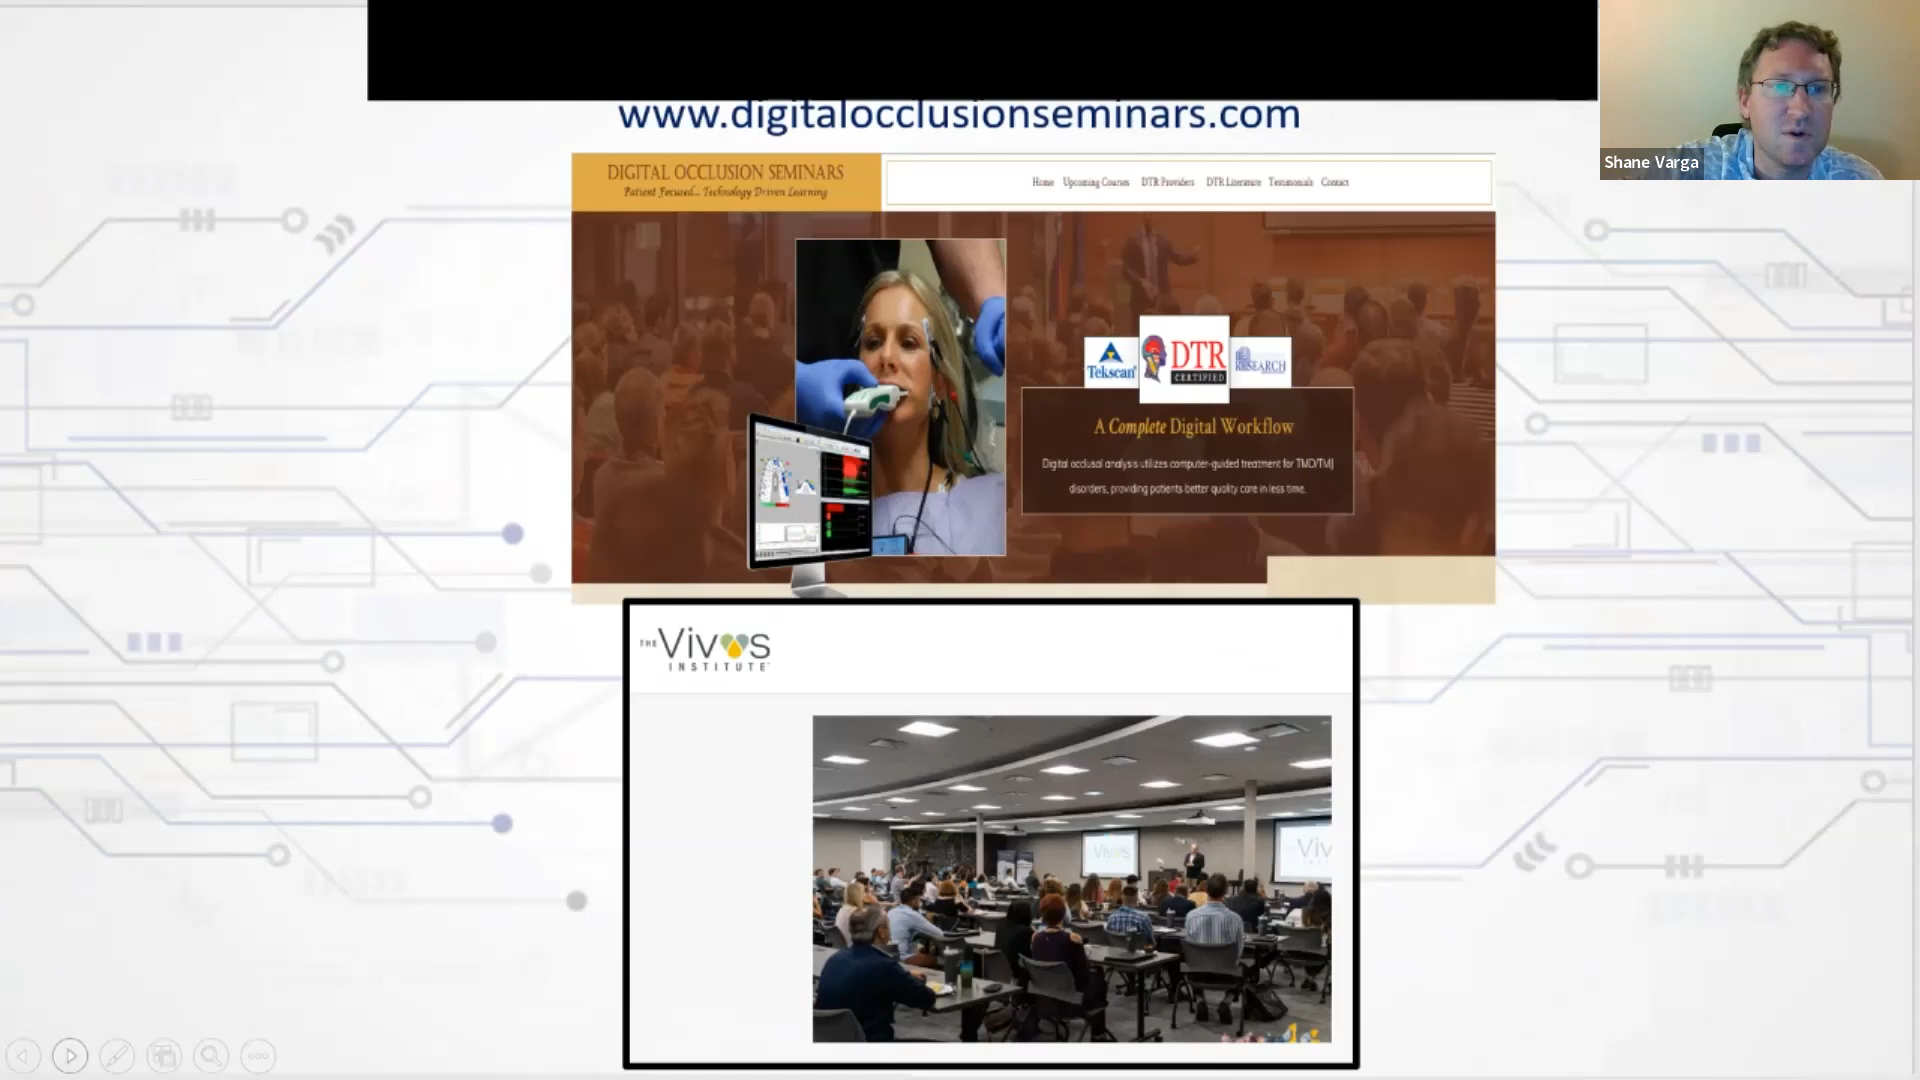 www.digitalocclusionseminars.com
Shane Varga
DIGITAL OCCLUSION SEMINARS
Patient Focused... Technology Driven Learning
Home Upcoming Courses DTR Providers DTR Literature Testimonials Contact
Tekscan
DTR
CERTIFIED
RESEARCH
A Complete Digital Workflow
Digital occlusal analysis utilizes computer-guided treatment for TMD/TMJ
disorders, providing patients better quality care in less time.
THE Vivos
INSTITUTE
Vivos
Viv